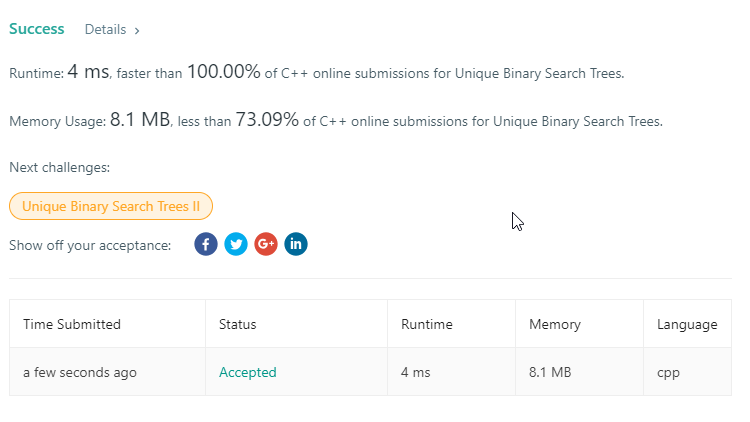 Success Details >
Runtime: 4 ms, faster than 100.00% of C++ online submissions for Unique Binary Search Trees.
Memory Usage: 8.1 MB, less than 73.09% of C++ online submissions for Unique Binary Search Trees.
Next challenges:
Unique Binary Search Trees II
Show off your acceptance: f G+ in
Time Submitted Status Runtime Memory Language
a few seconds ago Accepted 4 ms 8.1 MB cpp